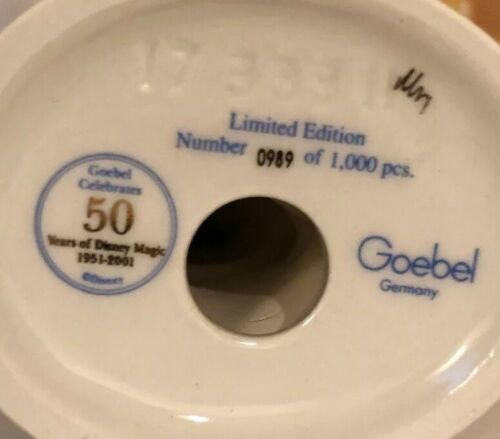 Limited Edition
Number 0989 of 1,000 pcs.
Goebel
Celebrates
50
Years of Disney Magic
1951-2001
©Disney
Goebel
Germany